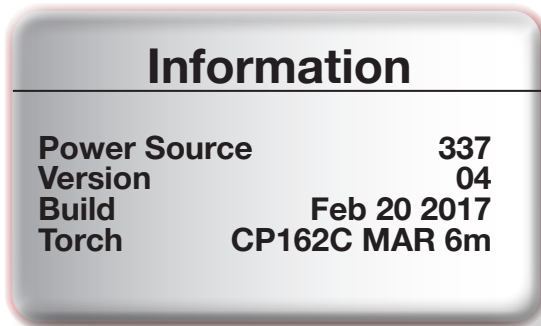 Information
Power Source 337
Version 04
Build Feb 20 2017
Torch CP162C MAR 6m